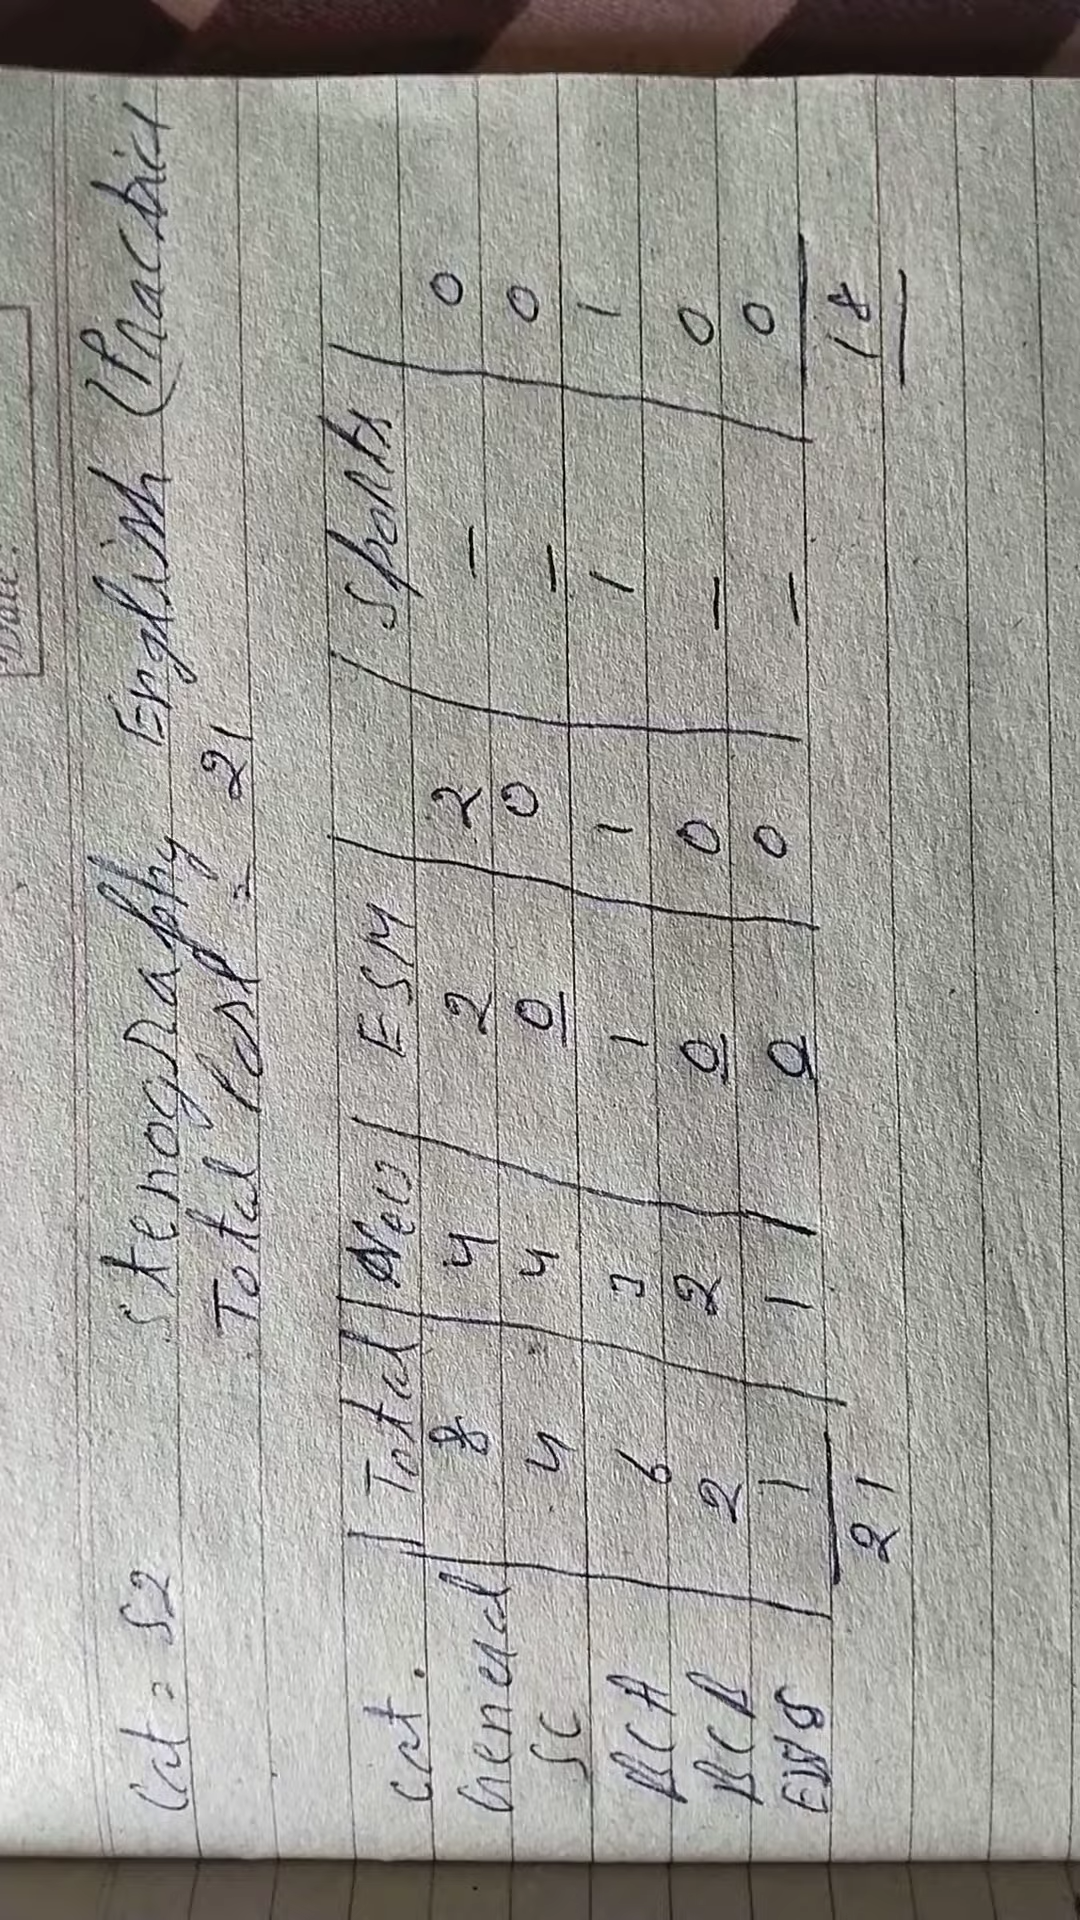 Date:
Cat = 52 Stenography English (Practical
Total Post = 21
Cat. Total New ESM Sports
General 8 4 2 2 - 0
SC 4 4 0 0 - 0
BCA 6 3 1 1 1 1
BCB 2 2 0 0 - 0
EWS 1 1 0 0 - 0
21 18